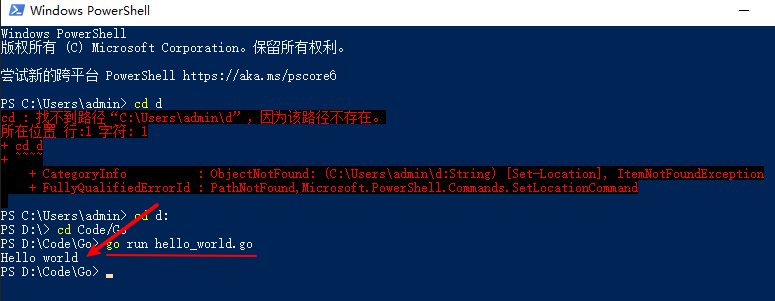 Windows PowerShell
Windows PowerShell
版权所有 (C) Microsoft Corporation。保留所有权利。
尝试新的跨平台 PowerShell https://aka.ms/pscore6
PS C:\Users\admin> cd d
cd : 找不到路径“C:\Users\admin\d”，因为该路径不存在。
所在位置 行:1 字符: 1
+ cd d
+ ~~~~
+ CategoryInfo          : ObjectNotFound: (C:\Users\admin\d:String) [Set-Location], ItemNotFoundException
+ FullyQualifiedErrorId : PathNotFound,Microsoft.PowerShell.Commands.SetLocationCommand
PS C:\Users\admin> cd d:
PS D:\> cd Code/Go
PS D:\Code\Go> go run hello_world.go
Hello world
PS D:\Code\Go>